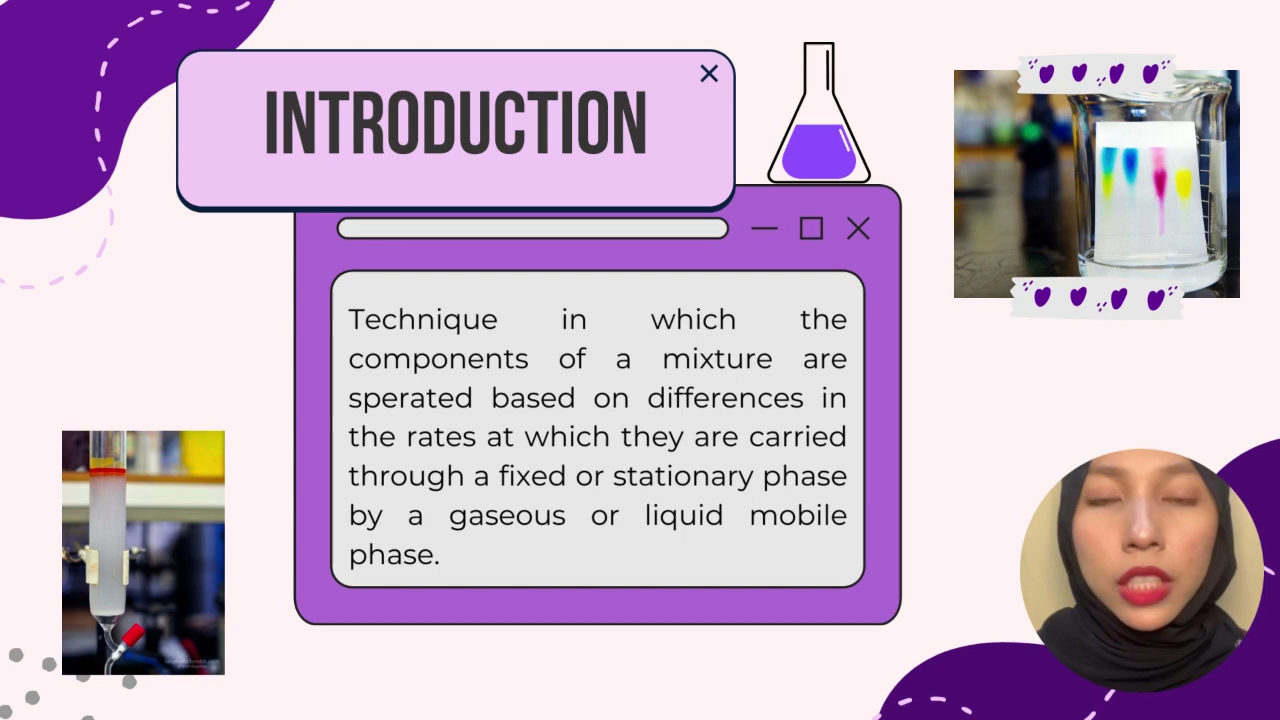 INTRODUCTION
Technique in which the
components of a mixture are
sperated based on differences in
the rates at which they are carried
through a fixed or stationary phase
by a gaseous or liquid mobile
phase.